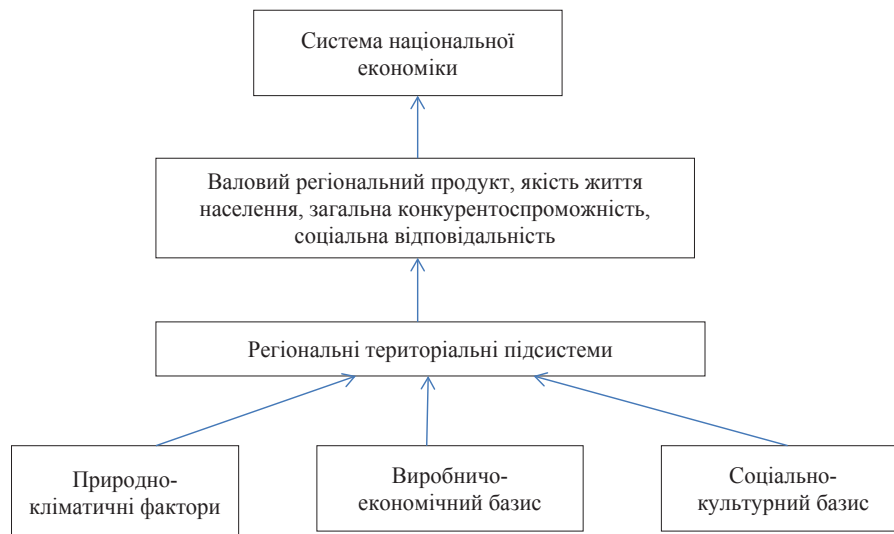 Система національної
економіки
Валовий регіональний продукт, якість життя
населення, загальна конкурентоспроможність,
соціальна відповідальність
Регіональні територіальні підсистеми
Природно-
кліматичні фактори
Виробничо-
економічний базис
Соціально-
культурний базис